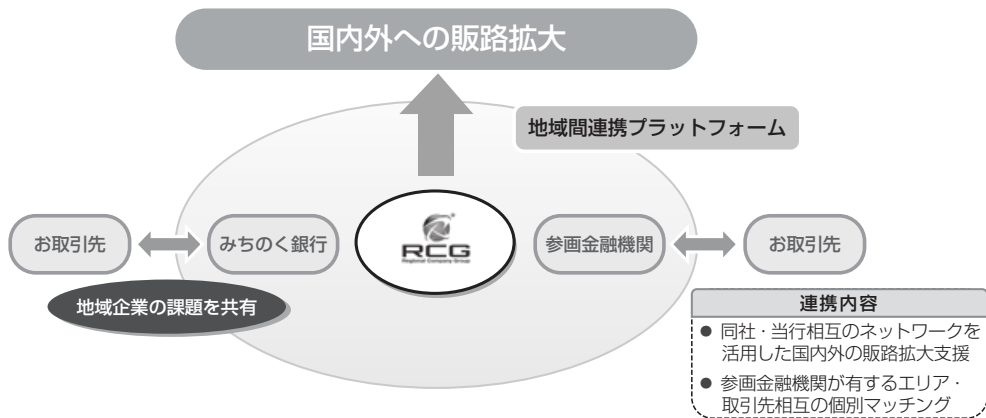 国内外への販路拡大
地域間連携プラットフォーム
お取引先
みちのく銀行
RCG
Regional Company Group
参画金融機関
お取引先
地域企業の課題を共有
連携内容
● 同社・当行相互のネットワークを
活用した国内外の販路拡大支援
● 参画金融機関が有するエリア・
取引先相互の個別マッチング